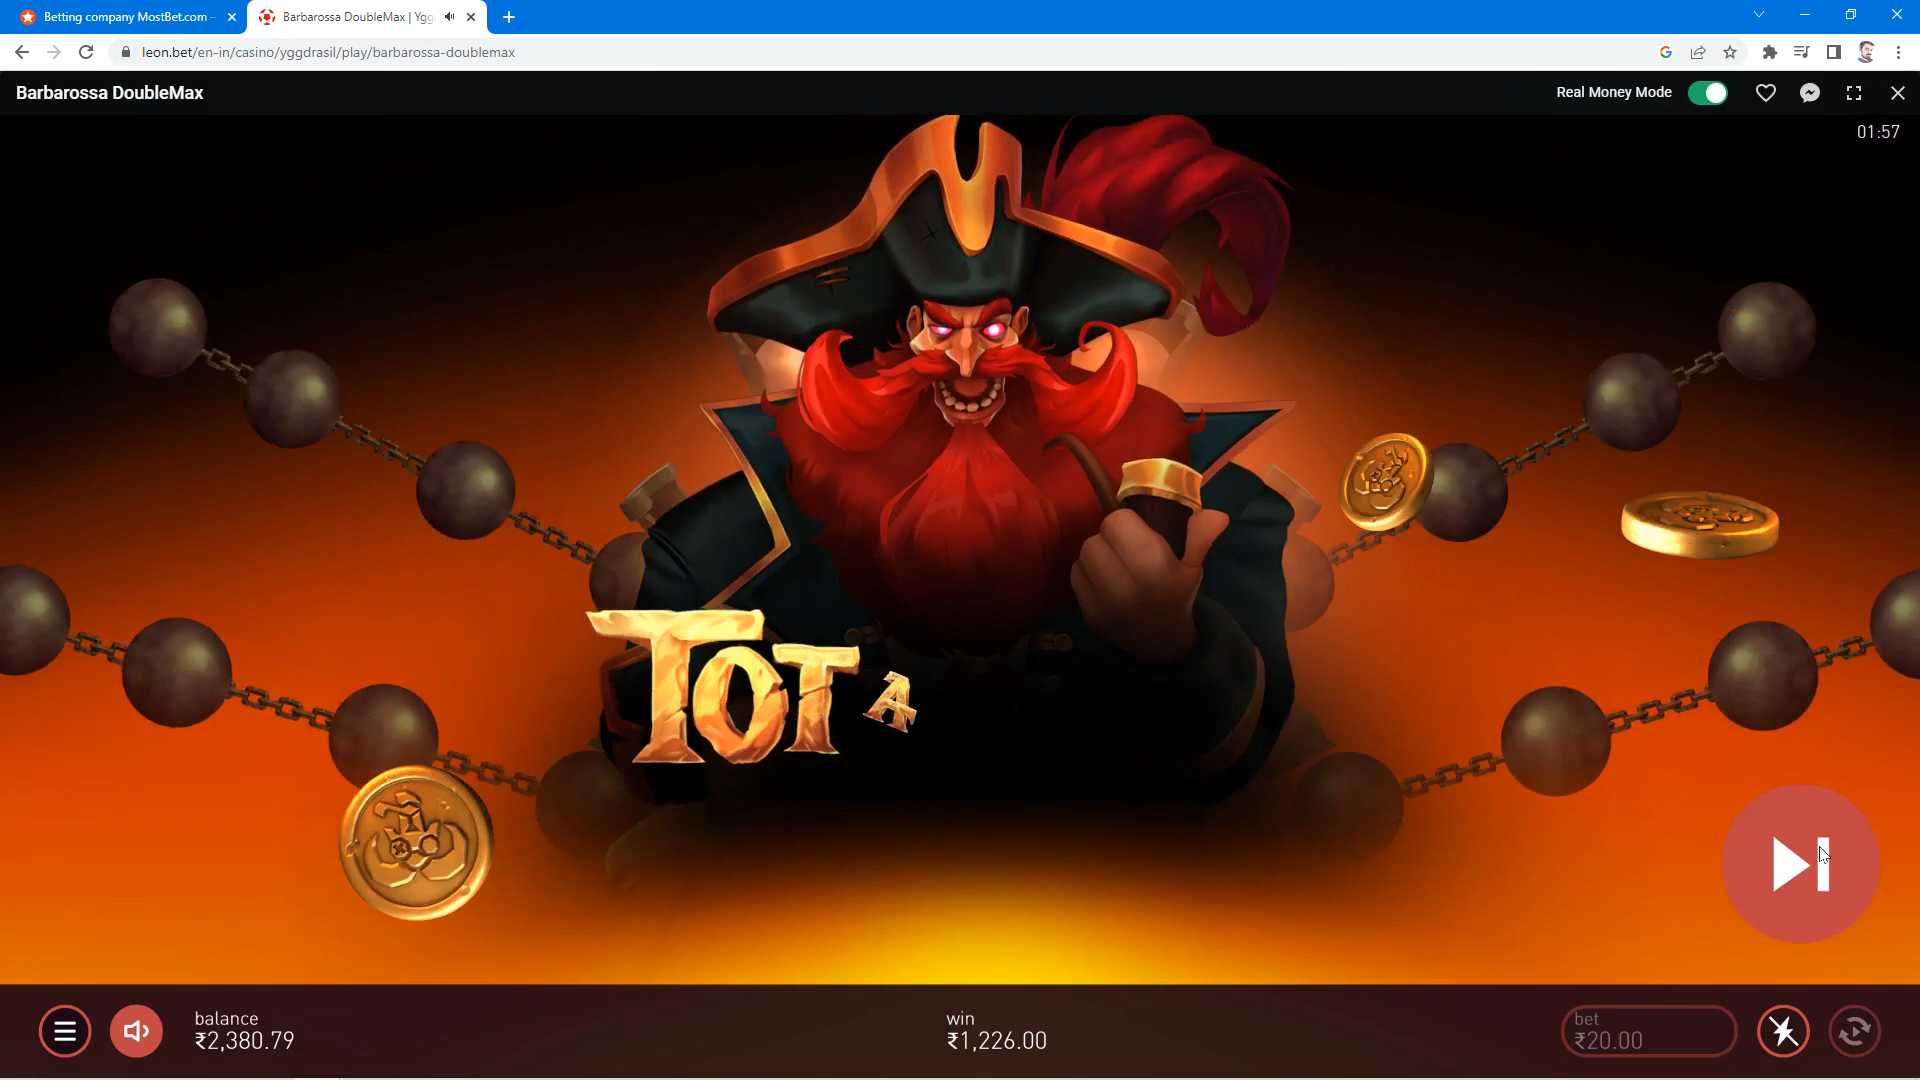 Betting company MostBet.com -
Barbarossa DoubleMax | Ygg
leon.bet/en-in/casino/yggdrasil/play/barbarossa-doublemax
Barbarossa DoubleMax
Real Money Mode
01:57
TOTA
balance
₹2,380.79
win
₹1,226.00
bet
₹20.00